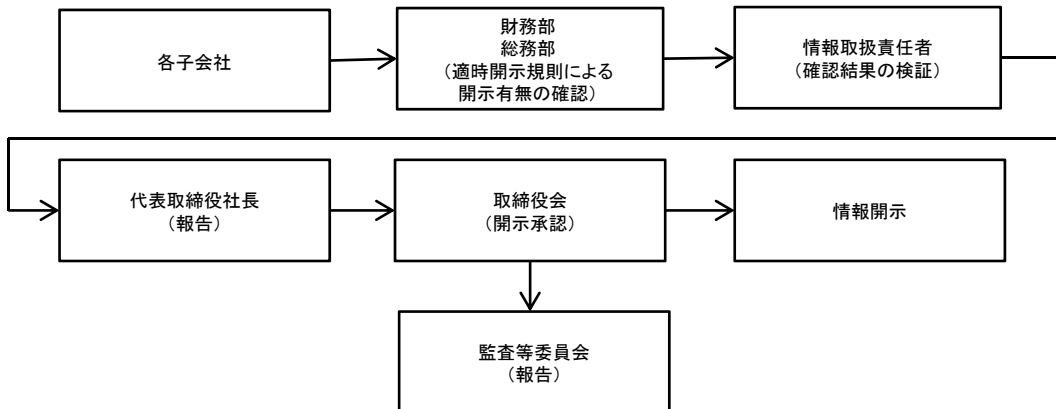 各子会社
財務部
総務部
（適時開示規則による
開示有無の確認）
情報取扱責任者
（確認結果の検証）
代表取締役社長
（報告）
取締役会
（開示承認）
情報開示
監査等委員会
（報告）